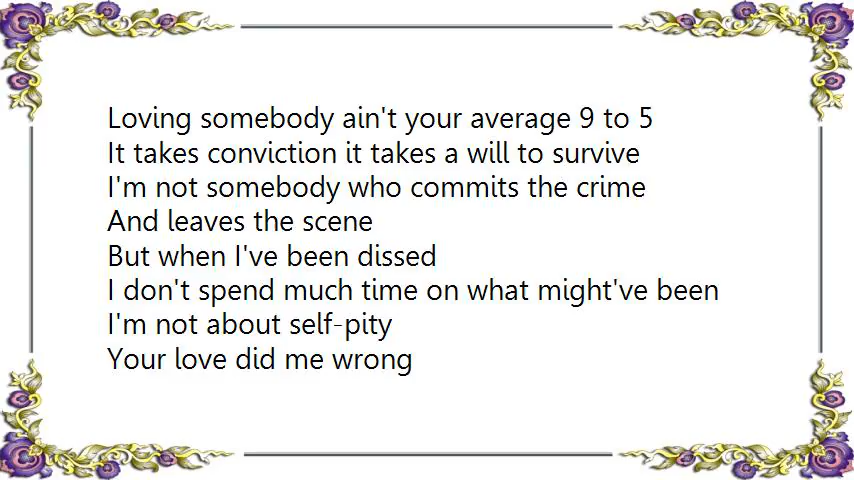 Loving somebody ain't your average 9 to 5
It takes conviction it takes a will to survive
I'm not somebody who commits the crime
And leaves the scene
But when I've been dissed
I don't spend much time on what might've been
I'm not about self-pity
Your love did me wrong